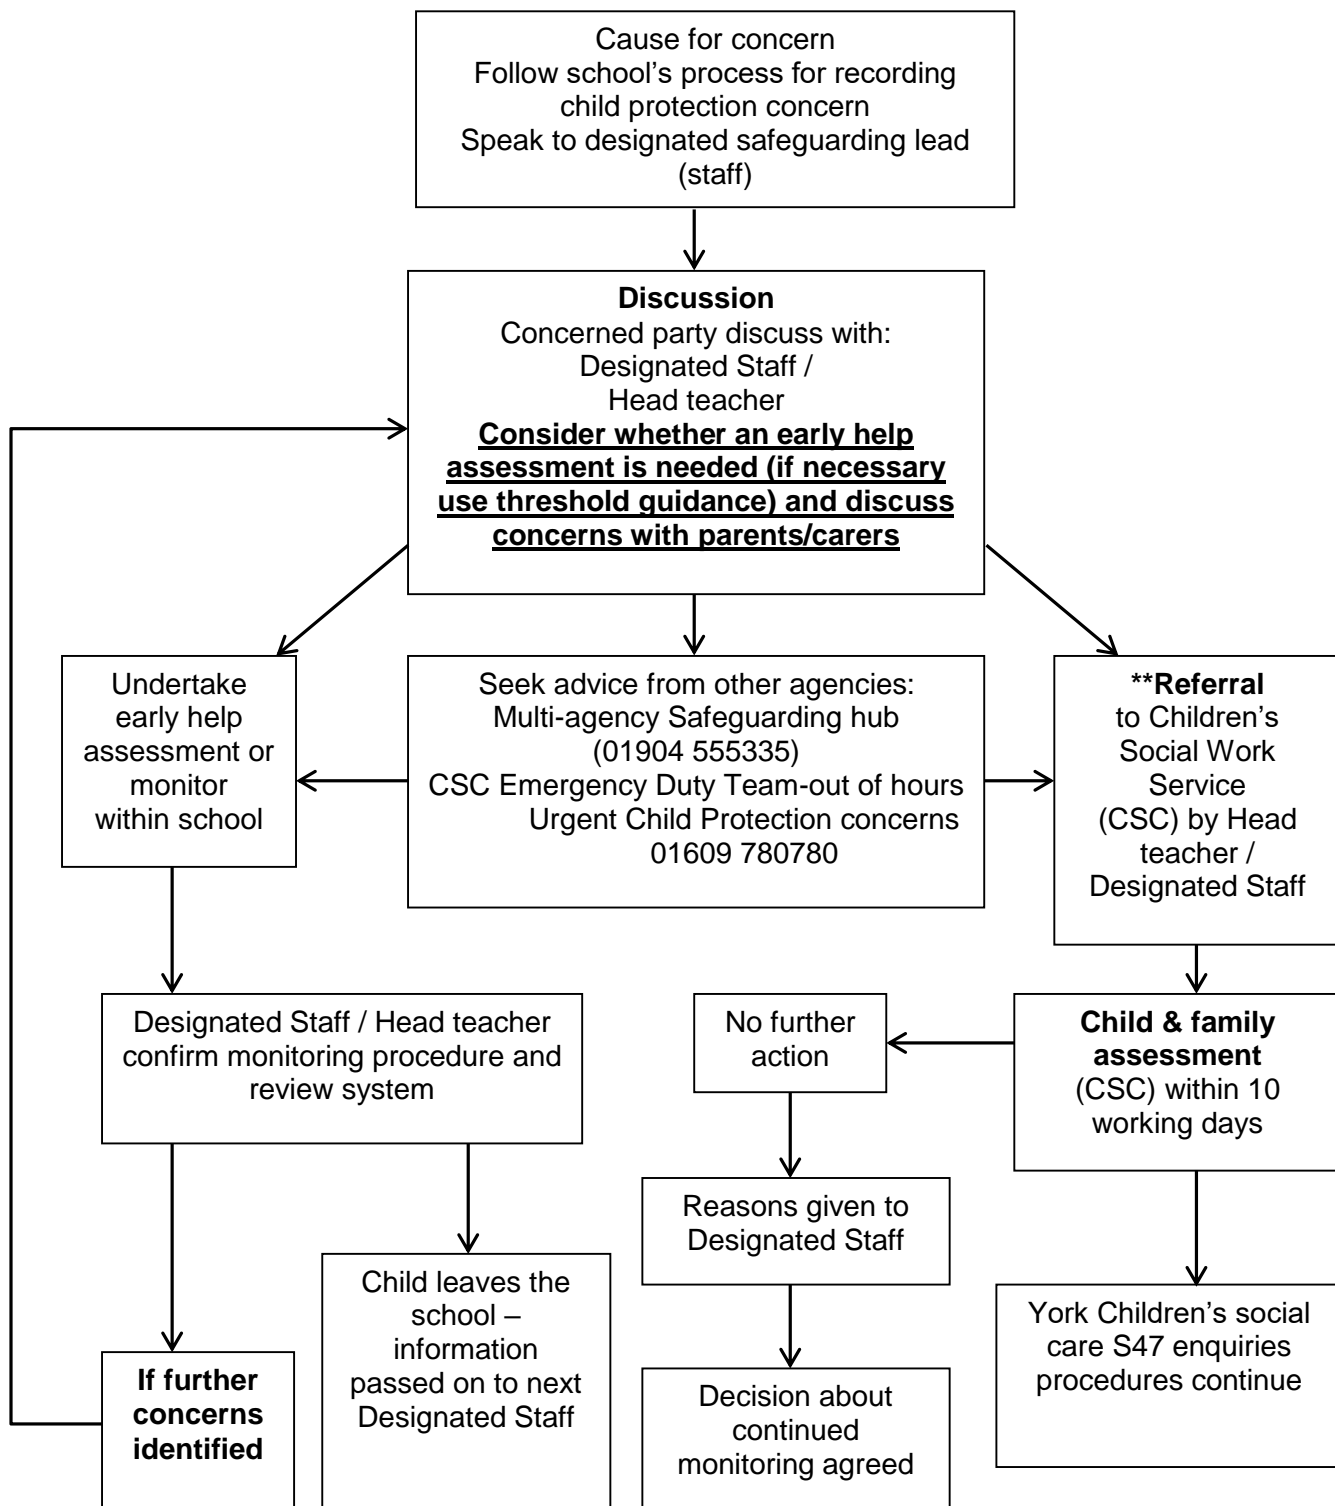 Cause for concern
Follow school’s process for recording
child protection concern
Speak to designated safeguarding lead
(staff)
Discussion
Concerned party discuss with:
Designated Staff /
Head teacher
Consider whether an early help
assessment is needed (if necessary
use threshold guidance) and discuss
concerns with parents/carers
Undertake
early help
assessment or
monitor
within school
Seek advice from other agencies:
Multi-agency Safeguarding hub
(01904 555335)
CSC Emergency Duty Team-out of hours
Urgent Child Protection concerns
01609 780780
**Referral
to Children’s
Social Work
Service
(CSC) by Head
teacher /
Designated Staff
Designated Staff / Head teacher
confirm monitoring procedure and
review system
No further
action
Child & family
assessment
(CSC) within 10
working days
Reasons given to
Designated Staff
Child leaves the
school –
information
passed on to next
Designated Staff
York Children’s social
care S47 enquiries
procedures continue
If further
concerns
identified
Decision about
continued
monitoring agreed